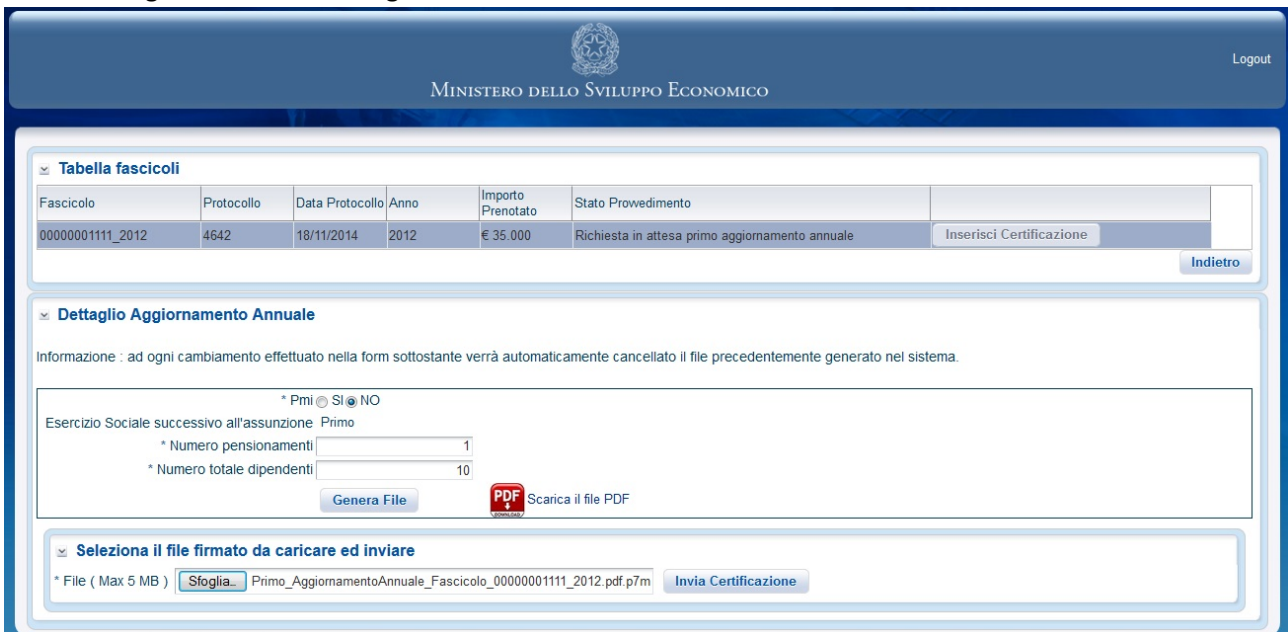 Logout
Ministero dello Sviluppo Economico
Tabella fascicoli
Fascicolo Protocollo Data Protocollo Anno Importo Prenotato Stato Provvedimento
00000001111_2012 4642 18/11/2014 2012 € 35.000 Richiesta in attesa primo aggiornamento annuale Inserisci Certificazione
Indietro
Dettaglio Aggiornamento Annuale
Informazione : ad ogni cambiamento effettuato nella form sottostante verrà automaticamente cancellato il file precedentemente generato nel sistema.
* Pmi SI NO
Esercizio Sociale successivo all'assunzione Primo
* Numero pensionamenti 1
* Numero totale dipendenti 10
Genera File PDF DOWNLOAD Scarica il file PDF
Seleziona il file firmato da caricare ed inviare
* File ( Max 5 MB ) Sfoglia... Primo_AggiornamentoAnnuale_Fascicolo_00000001111_2012.pdf.p7m Invia Certificazione